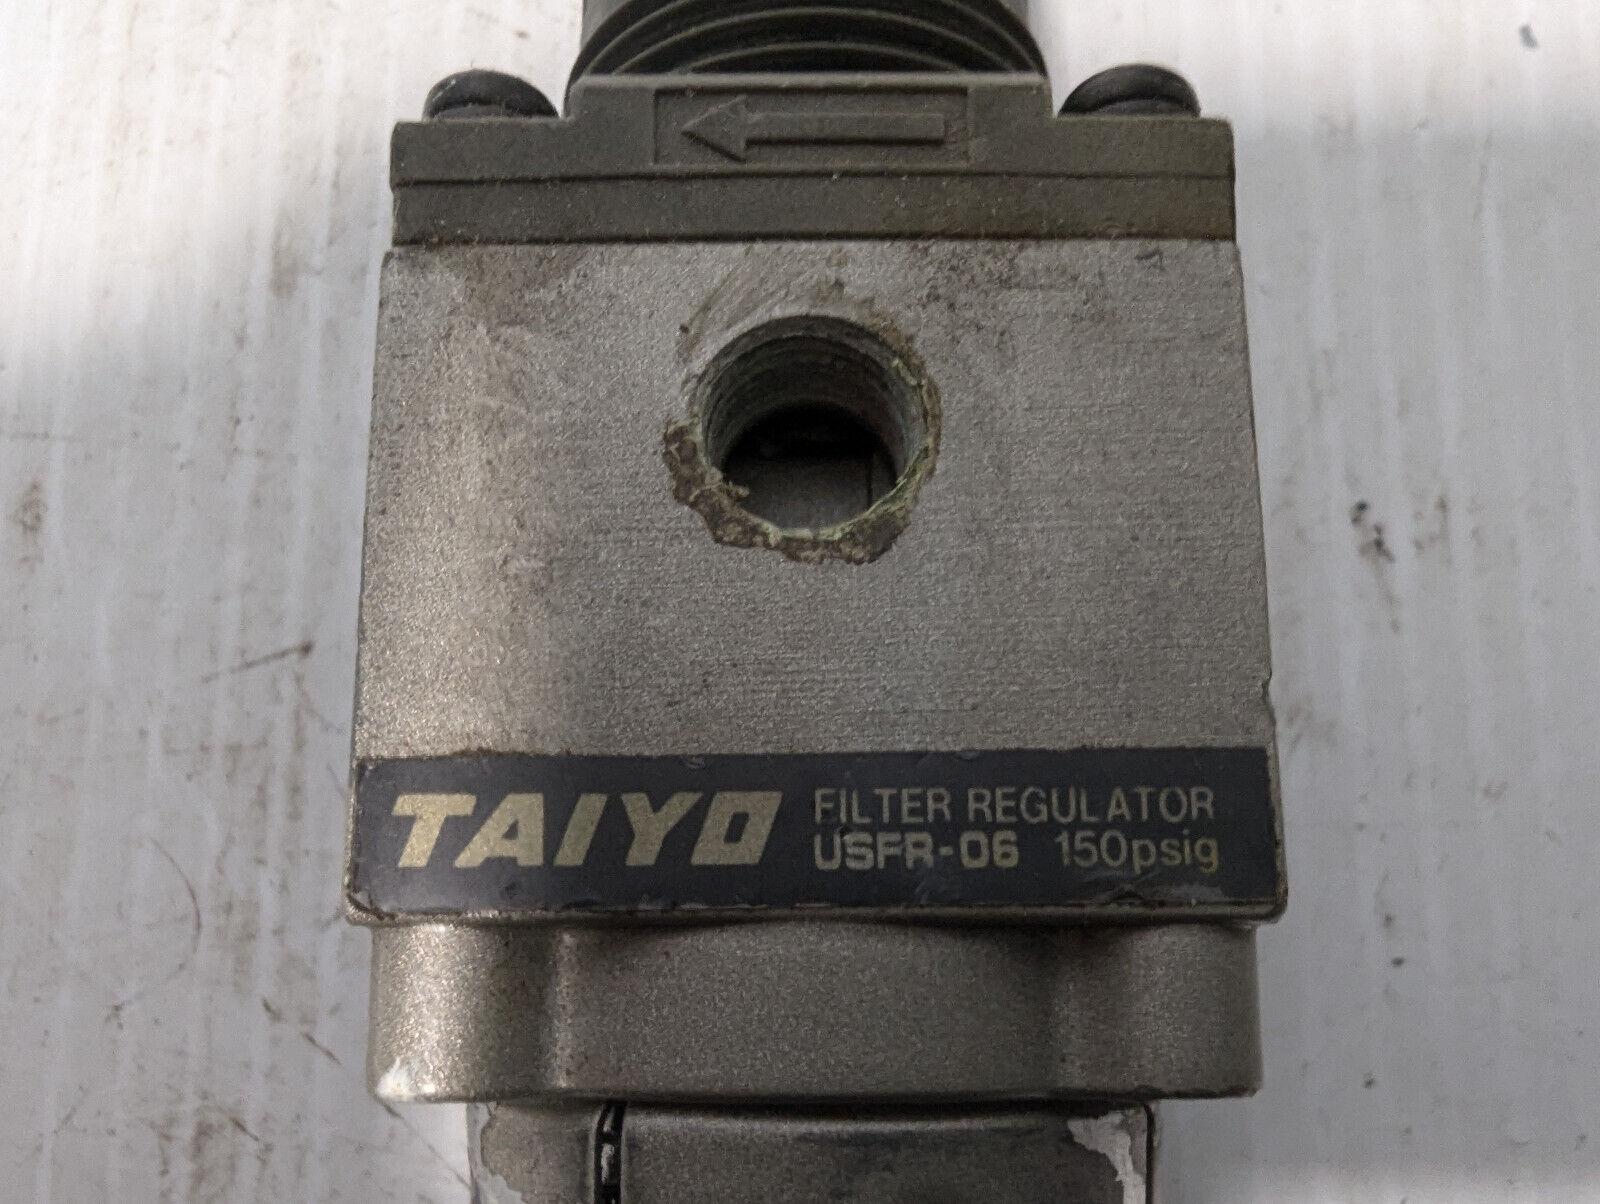 TAIYO
FILTER REGULATOR
USFR-06 150psig